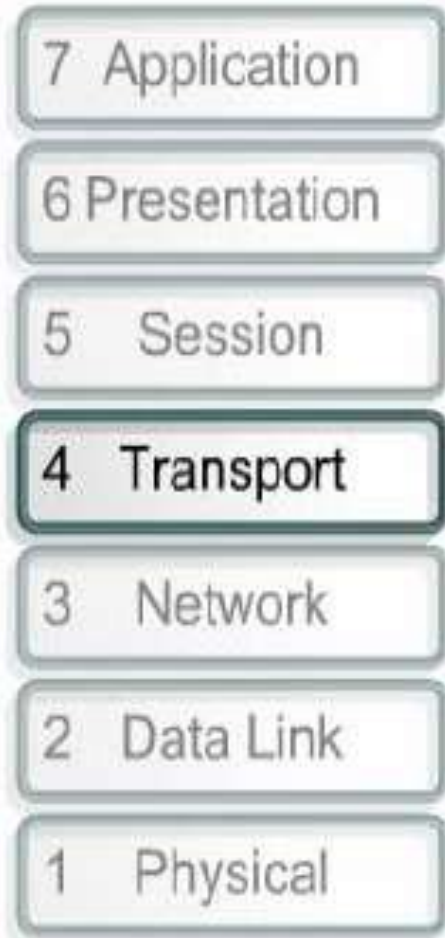 7 Application
6 Presentation
5 Session
4 Transport
3 Network
2 Data Link
1 Physical